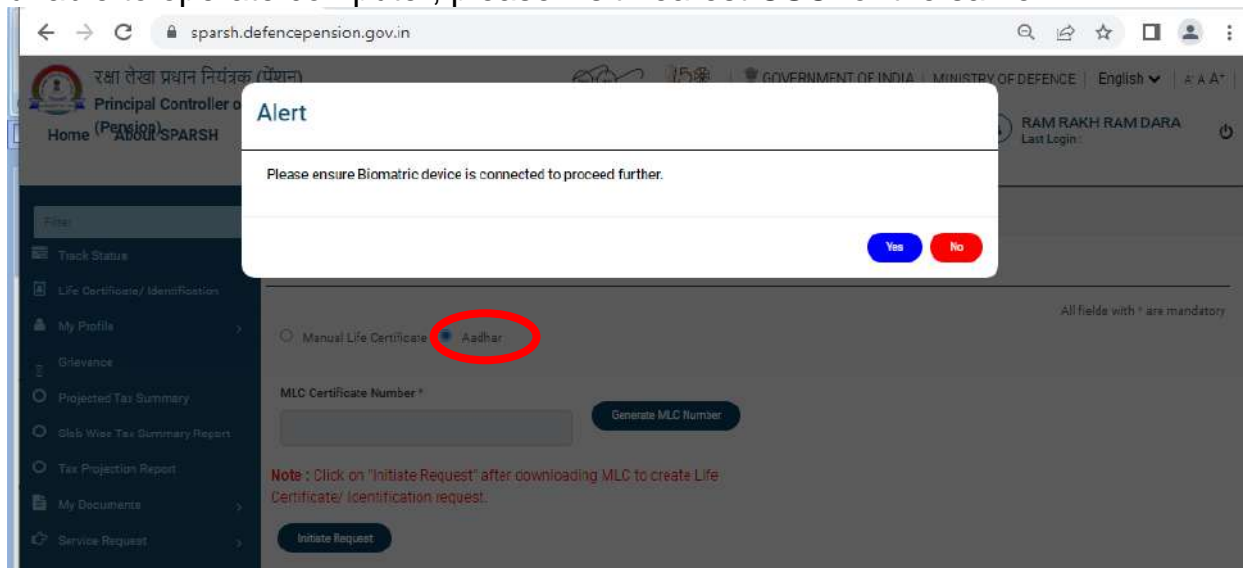 sparsh.defencepension.gov.in
रक्षा लेखा प्रधान नियंत्रक (पेंशन)
GOVERNMENT OF INDIA | MINISTRY OF DEFENCE | English | A A⁺
Principal Controller o
(Pension)
Home About SPARSH
RAM RAKH RAM DARA
Last Login :
Alert
Please ensure Biomatric device is connected to proceed further.
Yes No
Filter
Track Status
Life Certificate/ Identification
My Profile
Grievance
Projected Tax Summary
Slab Wise Tax Summary Report
Tax Projection Report
My Documents
Service Request
All fields with * are mandatory
Manual Life Certificate Aadhar
MLC Certificate Number *
Generate MLC Number
Note : Click on "Initiate Request" after downloading MLC to create Life
Certificate/ Identification request.
Initiate Request